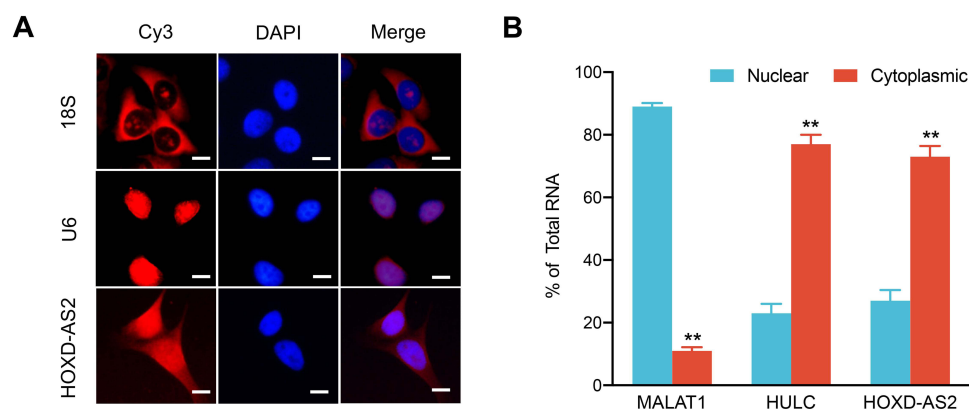 A
Cy3 DAPI Merge
18S
U6
HOXD-AS2
B
Nuclear Cytoplasmic
% of Total RNA
100
80
60
40
20
0
**
**
**
MALAT1 HULC HOXD-AS2